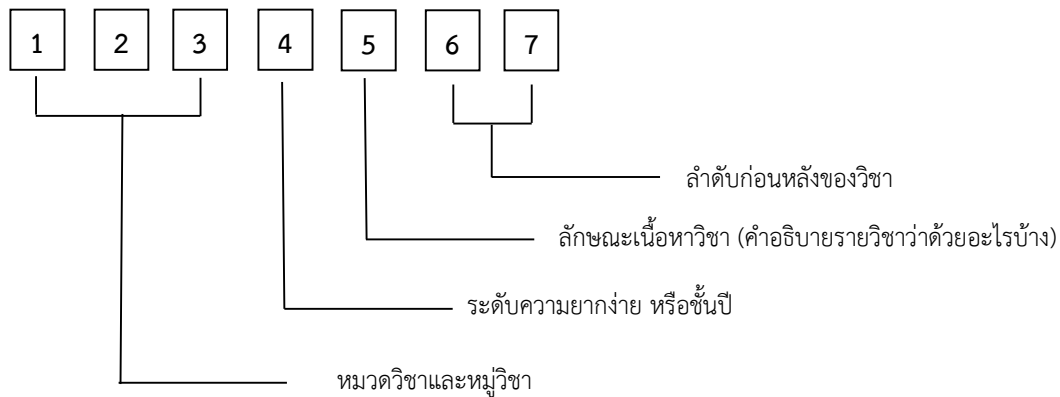 1 2 3 4 5 6 7
ลำดับก่อนหลังของวิชา
ลักษณะเนื้อหาวิชา (คำอธิบายรายวิชาว่าด้วยอะไรบ้าง)
ระดับความยากง่าย หรือชั้นปี
หมวดวิชาและหมู่วิชา